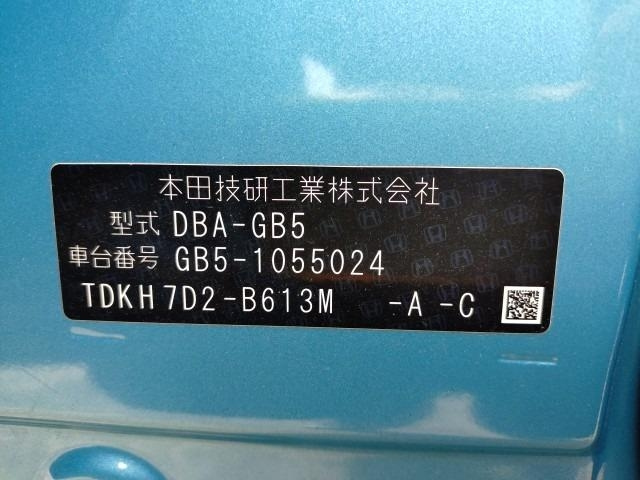 本田技研工業株式会社
型式 DBA-GB5
車台番号 GB5-1055024
TDKH 7D2-B613M -A -C